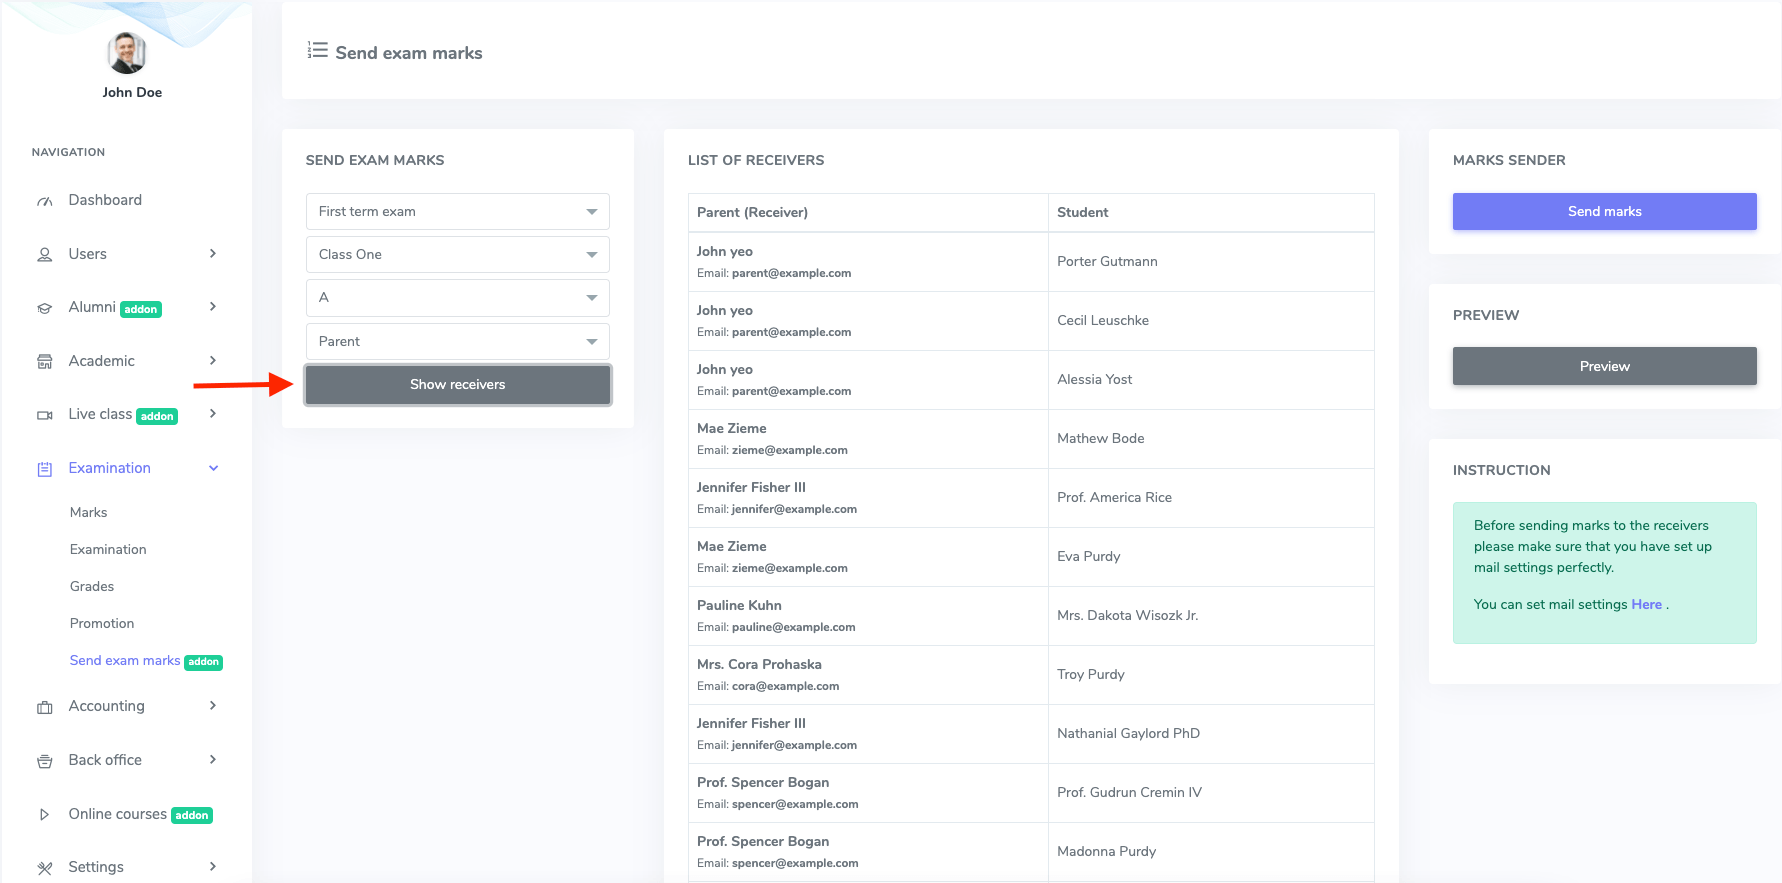 John Doe
NAVIGATION
Dashboard
Users
Alumni addon
Academic
Live class addon
Examination
Marks
Examination
Grades
Promotion
Send exam marks addon
Accounting
Back office
Online courses addon
Settings
Send exam marks
SEND EXAM MARKS
First term exam
Class One
A
Parent
Show receivers
LIST OF RECEIVERS
Parent (Receiver) Student
John yeo
Email: parent@example.com
Porter Gutmann
John yeo
Email: parent@example.com
Cecil Leuschke
John yeo
Email: parent@example.com
Alessia Yost
Mae Zieme
Email: zieme@example.com
Mathew Bode
Jennifer Fisher III
Email: jennifer@example.com
Prof. America Rice
Mae Zieme
Email: zieme@example.com
Eva Purdy
Pauline Kuhn
Email: pauline@example.com
Mrs. Dakota Wisozk Jr.
Mrs. Cora Prohaska
Email: cora@example.com
Troy Purdy
Jennifer Fisher III
Email: jennifer@example.com
Nathanial Gaylord PhD
Prof. Spencer Bogan
Email: spencer@example.com
Prof. Gudrun Cremin IV
Prof. Spencer Bogan
Email: spencer@example.com
Madonna Purdy
MARKS SENDER
Send marks
PREVIEW
Preview
INSTRUCTION
Before sending marks to the receivers
please make sure that you have set up
mail settings perfectly.
You can set mail settings Here .